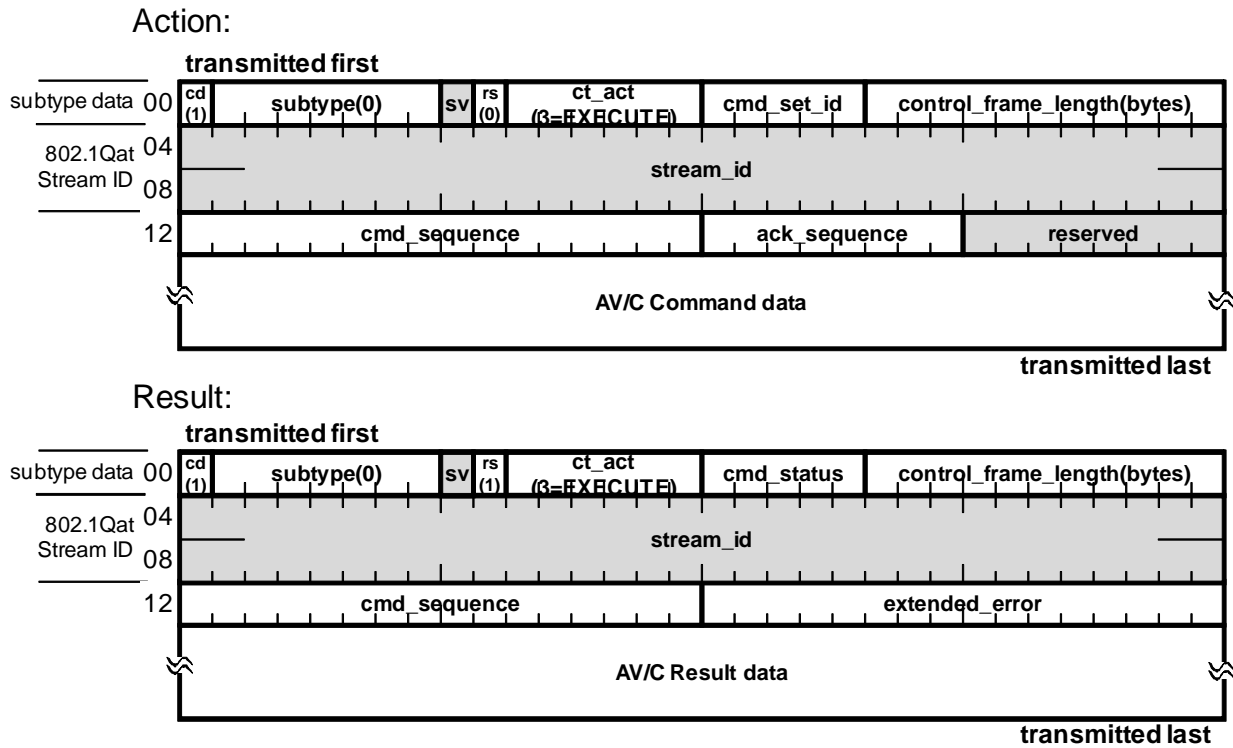 Action:
transmitted first
subtype data 00 cd (1) subtype(0) sv rs (0) ct_act (3=EXECUTE) cmd_set_id control_frame_length(bytes)
802.1Qat Stream ID 04 08 stream_id
12 cmd_sequence ack_sequence reserved
AV/C Command data
transmitted last
Result:
transmitted first
subtype data 00 cd (1) subtype(0) sv rs (1) ct_act (3=EXECUTE) cmd_status control_frame_length(bytes)
802.1Qat Stream ID 04 08 stream_id
12 cmd_sequence extended_error
AV/C Result data
transmitted last